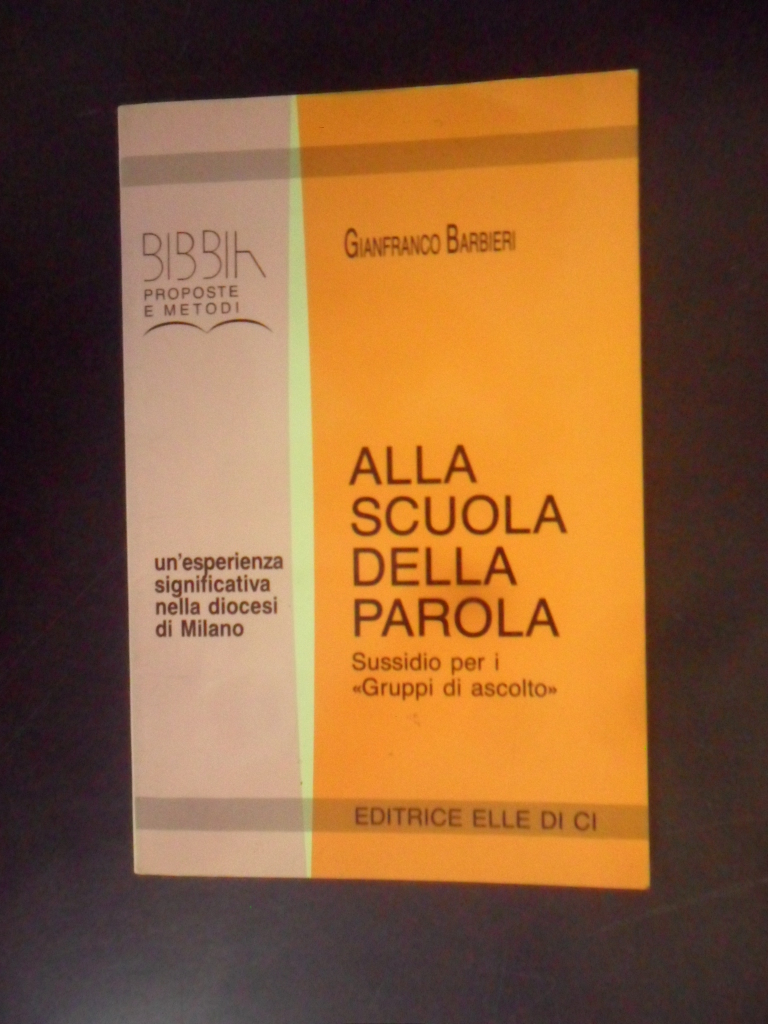 BIBBIA
PROPOSTE
E METODI
GIANFRANCO BARBIERI
ALLA
SCUOLA
DELLA
PAROLA
Sussidio per i
«Gruppi di ascolto»
un'esperienza
significativa
nella diocesi
di Milano
EDITRICE ELLE DI CI